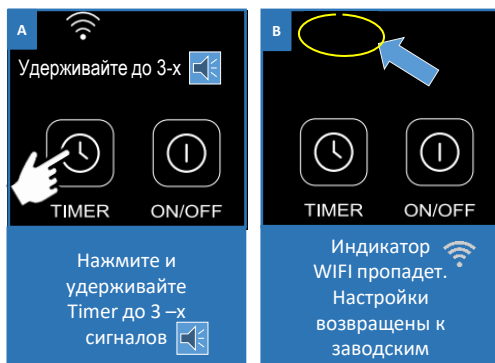 A
Удерживайте до 3-х
TIMER
ON/OFF
Нажмите и
удерживайте
Timer до 3 –х
сигналов
B
TIMER
ON/OFF
Индикатор
WIFI пропадет.
Настройки
возвращены к
заводским